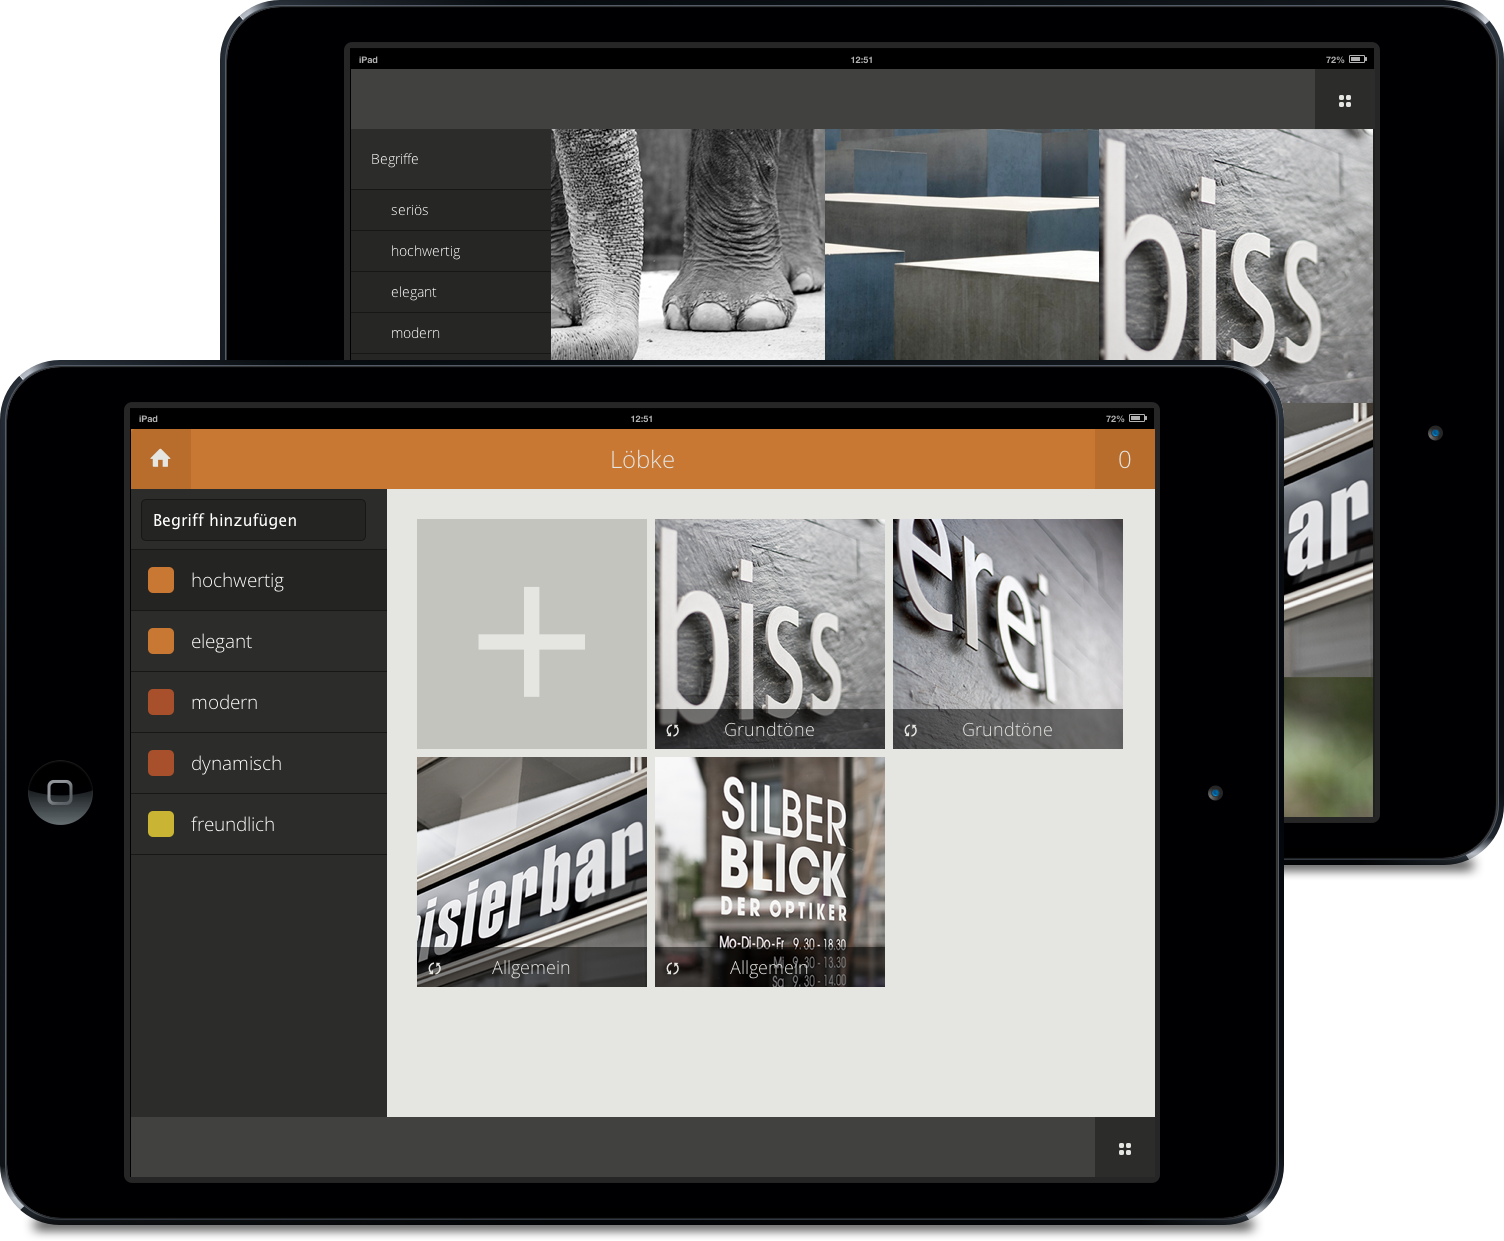 iPad 12:51 72%
Begriffe
seriös
hochwertig
elegant
modern
biss
ar
iPad 12:51 72%
Löbke 0
Begriff hinzufügen
hochwertig
elegant
modern
dynamisch
freundlich
biss
Grundtöne
erei
Grundtöne
isierbar
Allgemein
SILBER
BLICK
DER OPTIKER
Mo-Di-Do-Fr 9.30 - 18.30
Mi 9.30 - 13.30
Allgemein
Sa 9.30 - 14.00